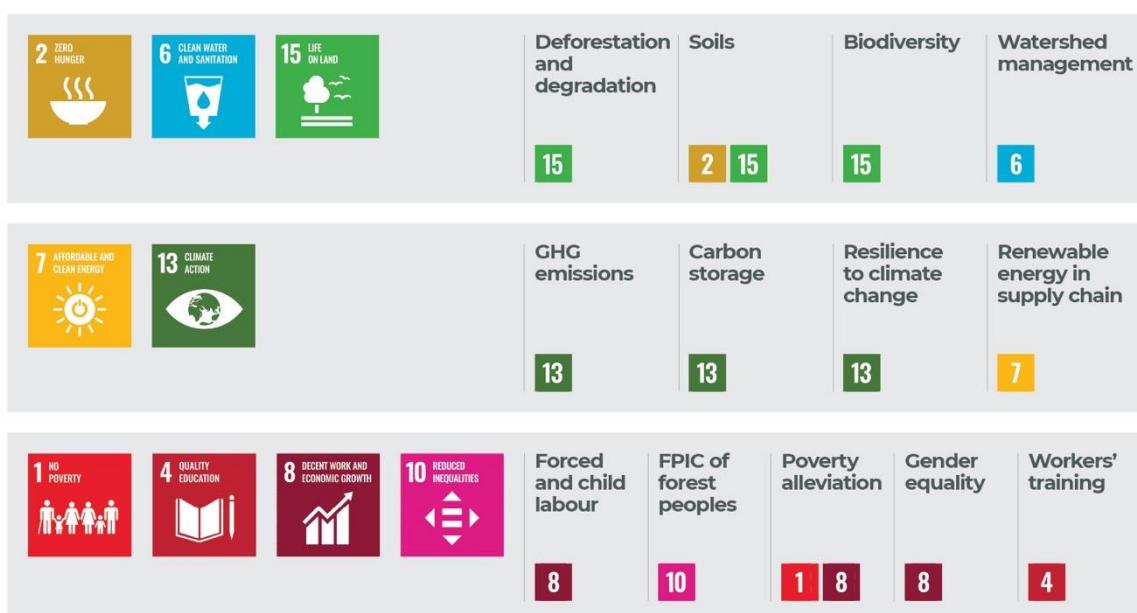 2 ZERO
HUNGER
6 CLEAN WATER
AND SANITATION
15 LIFE
ON LAND
Deforestation
and
degradation
15
Soils
2 15
Biodiversity
15
Watershed
management
6
7 AFFORDABLE AND
CLEAN ENERGY
13 CLIMATE
ACTION
GHG
emissions
13
Carbon
storage
13
Resilience
to climate
change
13
Renewable
energy in
supply chain
7
1 NO
POVERTY
4 QUALITY
EDUCATION
8 DECENT WORK AND
ECONOMIC GROWTH
10 REDUCED
INEQUALITIES
Forced
and child
labour
8
FPIC of
forest
peoples
10
Poverty
alleviation
1 8
Gender
equality
8
Workers'
training
4